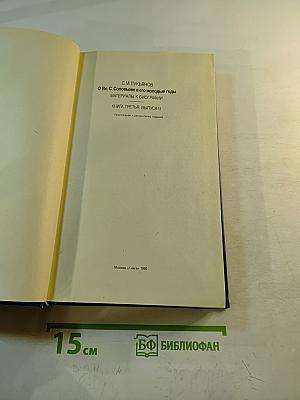 С. М. ЛУКЬЯНОВ
О Вл. С. Соловьеве в его молодые годы
МАТЕРИАЛЫ К БИОГРАФИИ
КНИГА ТРЕТЬЯ. ВЫПУСК II
Москва «Книга» 1990
15 см
БФ БИБЛИОФАН